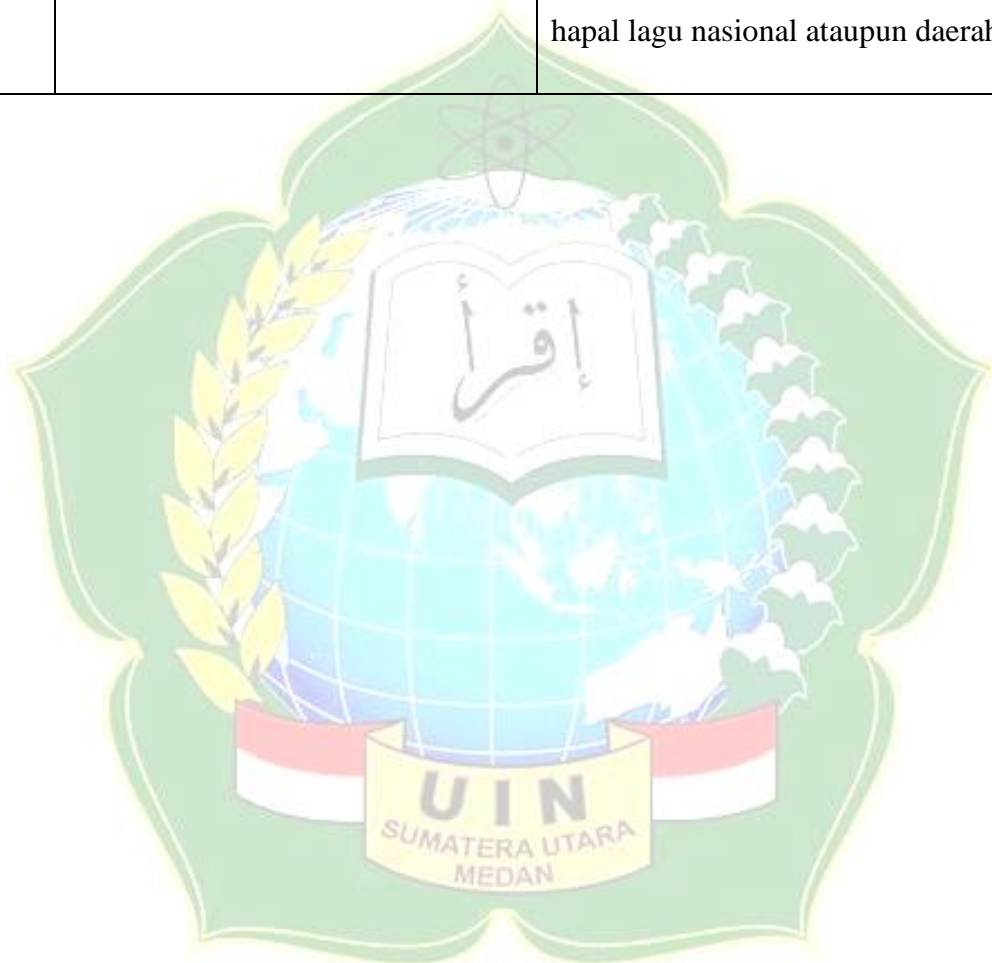 hapal lagu nasional ataupun daerah
إقرأ
UIN
SUMATERA UTARA
MEDAN